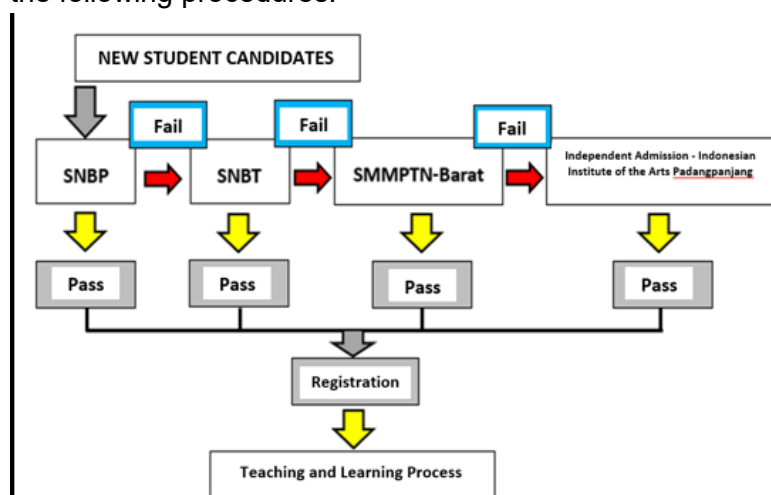 the following procedures:
NEW STUDENT CANDIDATES
Fail
Fail
Fail
SNBP
SNBT
SMMPTN-Barat
Independent Admission - Indonesian
Institute of the Arts Padangpanjang
Pass
Pass
Pass
Pass
Registration
Teaching and Learning Process